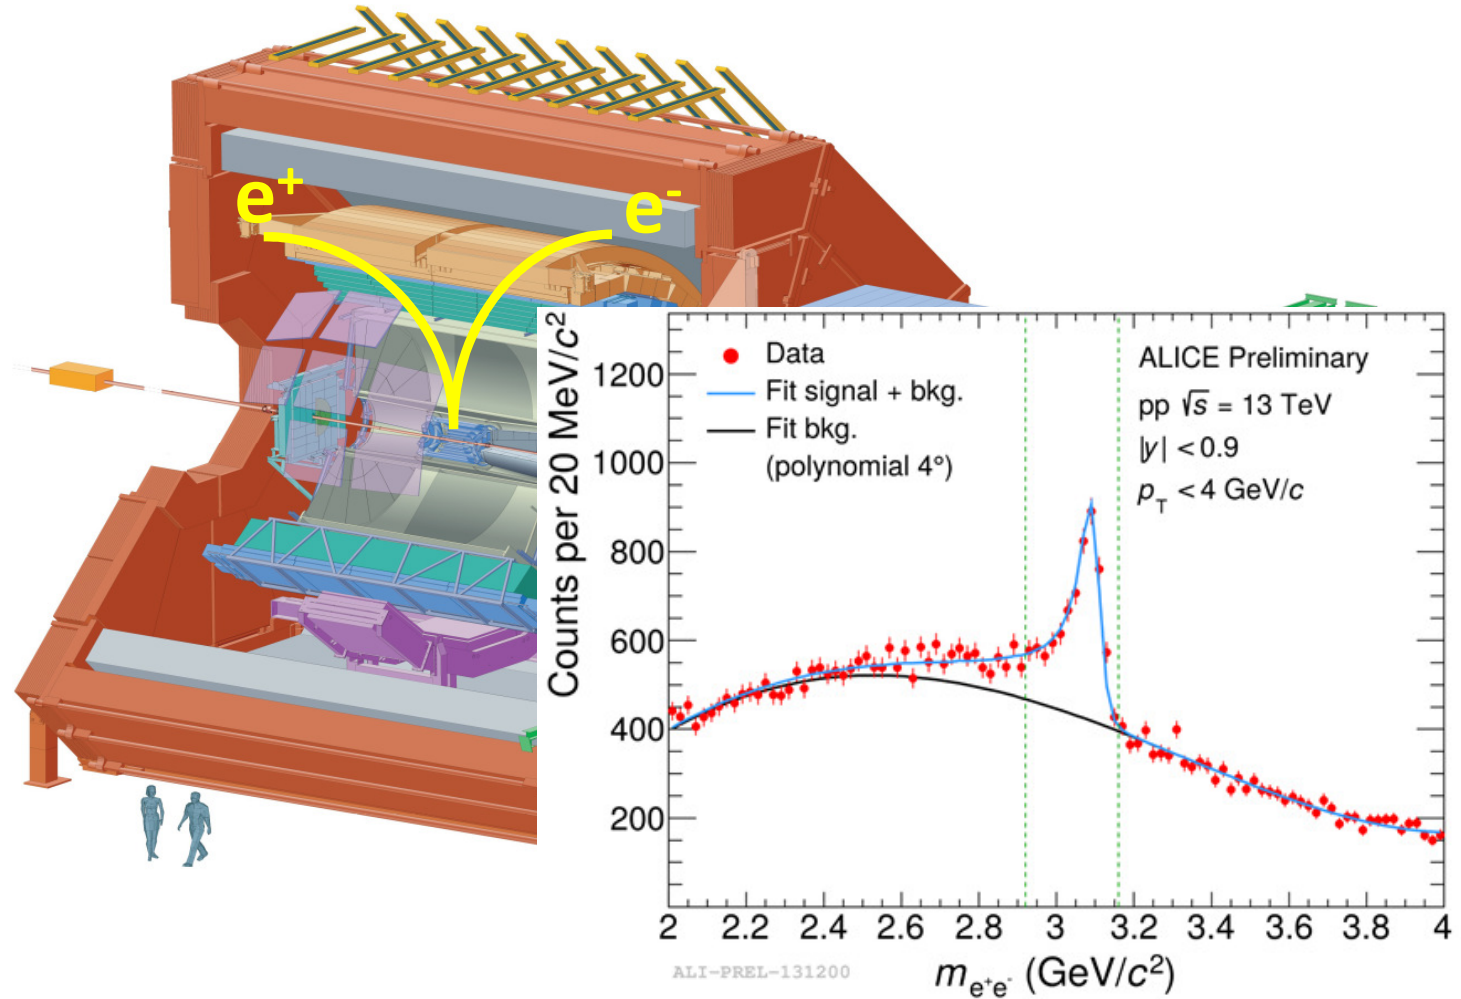 e⁺
e⁻
Data
Fit signal + bkg.
Fit bkg.
(polynomial 4°)
ALICE Preliminary
pp √s = 13 TeV
|y| < 0.9
p_T < 4 GeV/c
Counts per 20 MeV/c²
1200
1000
800
600
400
200
2 2.2 2.4 2.6 2.8 3 3.2 3.4 3.6 3.8 4
m_e⁺e⁻ (GeV/c²)
ALI-PREL-131200